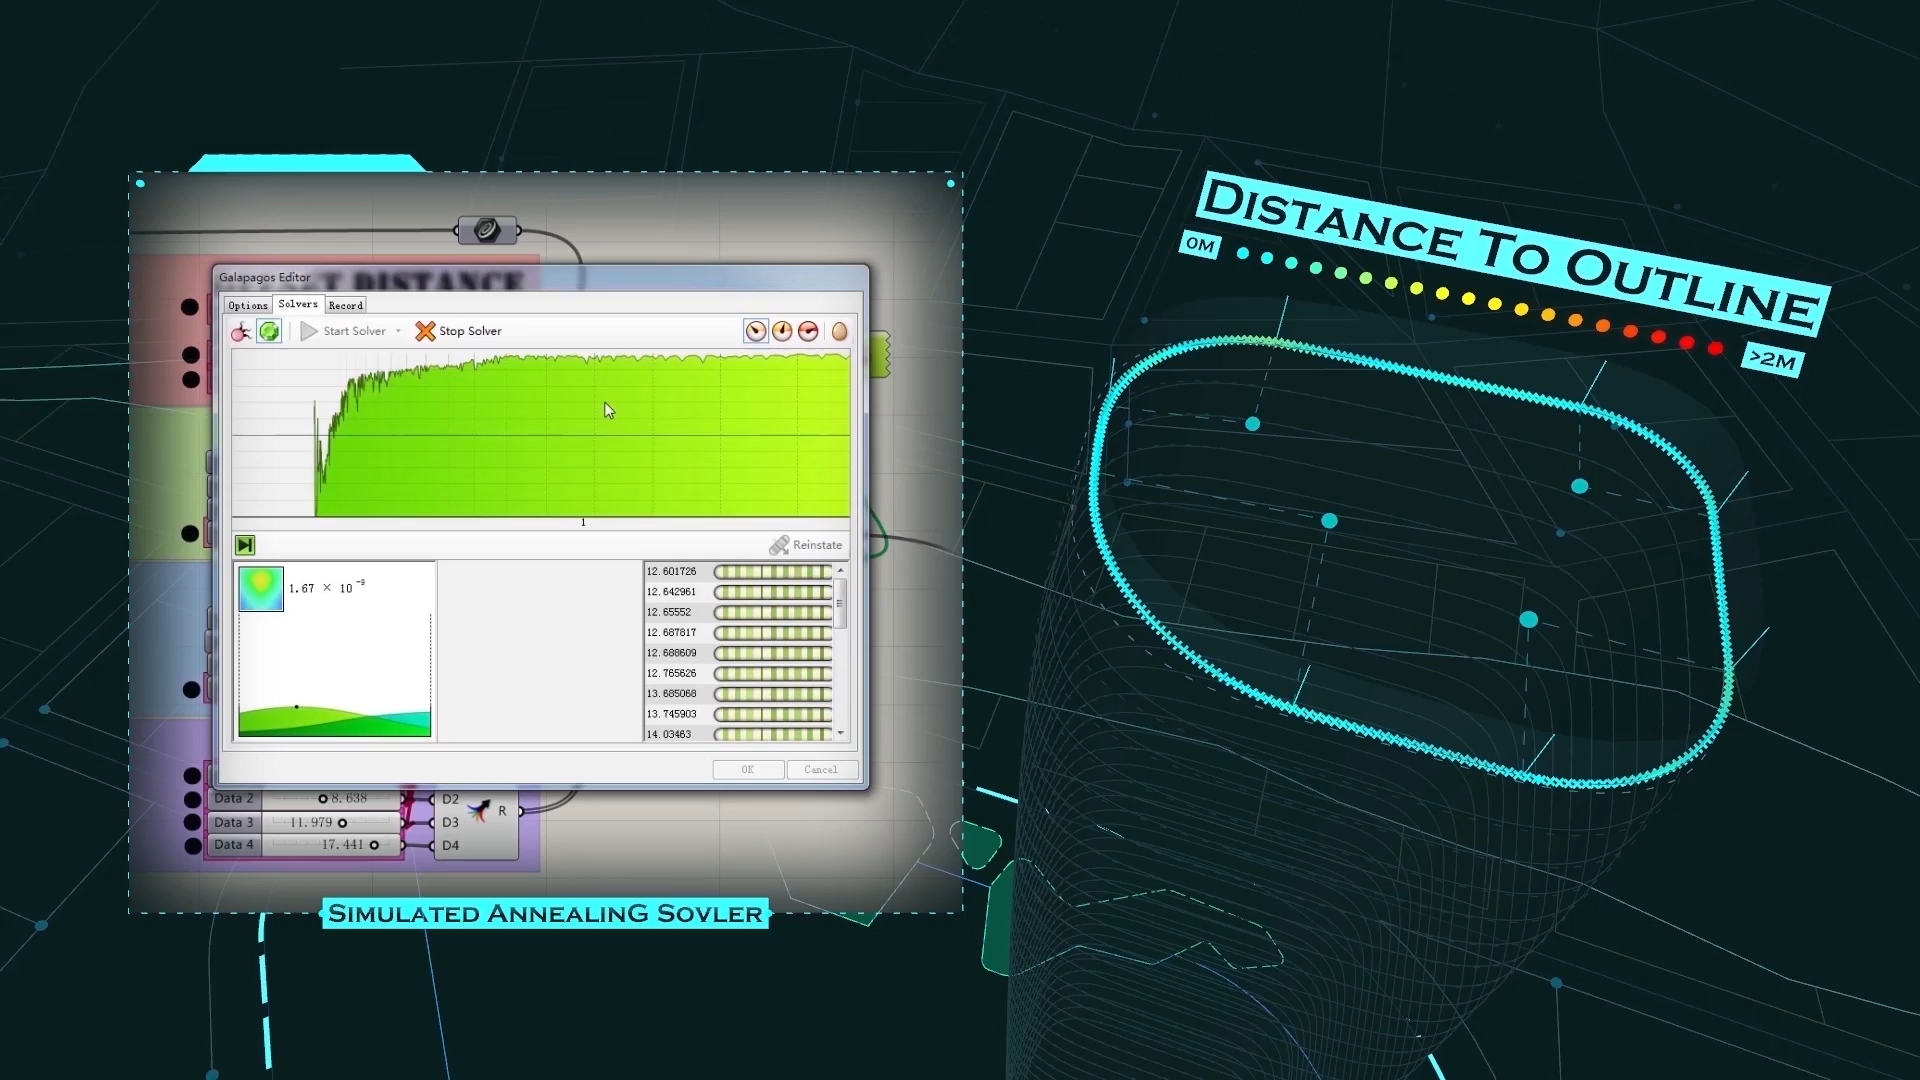 DISTANCE TO OUTLINE
0M
>2M
DISTANCE
Galapagos Editor
Options Solvers Record
Start Solver Stop Solver
1
Reinstate
1.67 × 10⁻⁹
12.601726
12.642961
12.65552
12.687817
12.688609
12.765626
13.685068
13.745903
14.03463
OK Cancel
Data 2 8.638 D2
Data 3 11.979 D3 R
Data 4 17.441 D4
SIMULATED ANNEALING SOVLER